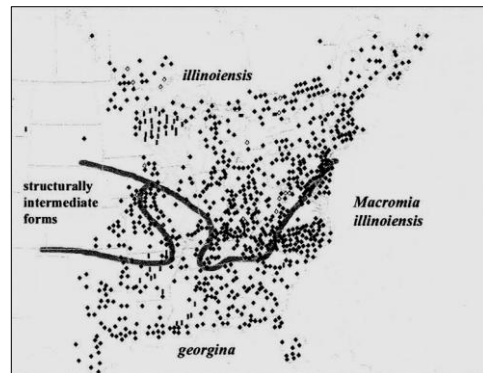 illinoiensis
structurally
intermediate
forms
Macromia
illinoiensis
georgina